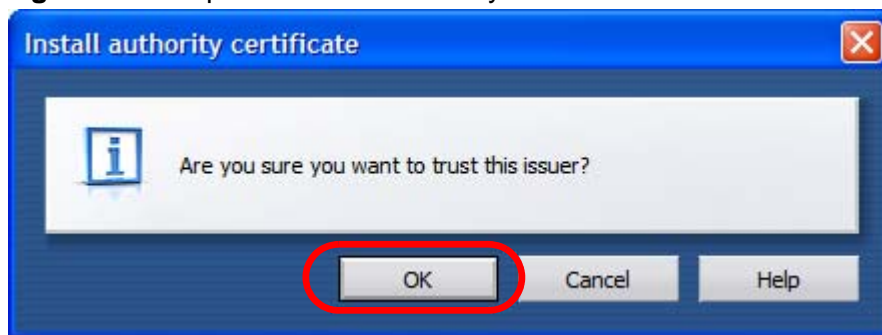 Install authority certificate
Are you sure you want to trust this issuer?
OK Cancel Help